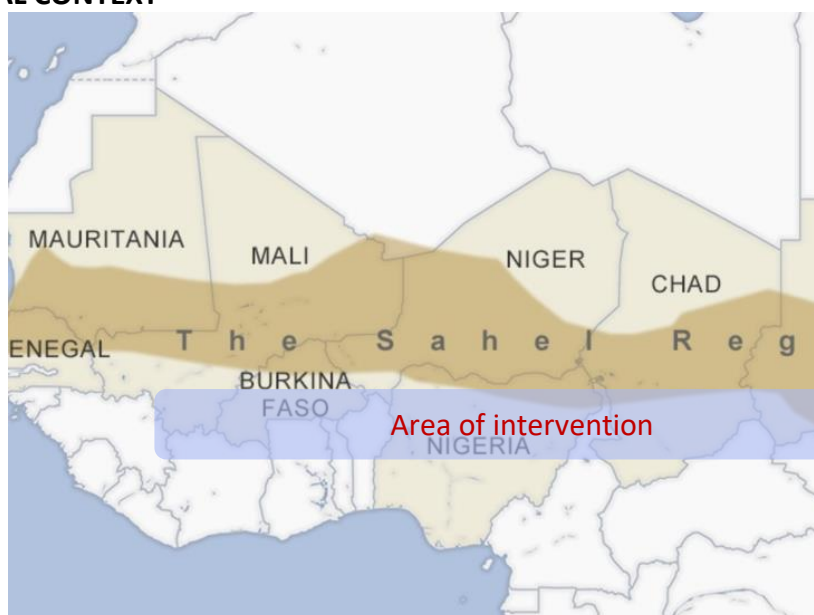 AL CONTEXT
MAURITANIA
MALI
NIGER
CHAD
ENEGAL
The Sahel Reg
BURKINA
FASO
Area of intervention
NIGERIA